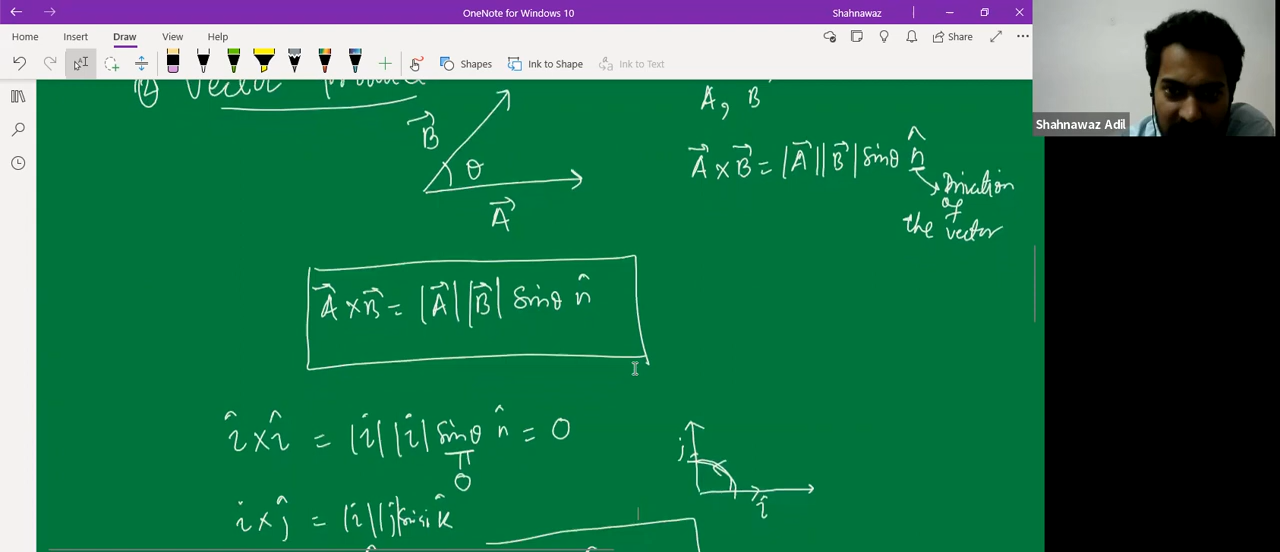 OneNote for Windows 10
Shahnawaz
Home Insert Draw View Help
Share
Shapes Ink to Shape Ink to Text
② Vector product
A, B
B⃗
θ
A⃗
A⃗ × B⃗ = |A⃗| |B⃗| sinθ n̂
Direction
of
the vector
Shahnawaz Adil
A⃗ × B⃗ = |A⃗| |B⃗| sinθ n̂
î × î = |î| |î| sinθ n̂ = 0
0
j
î
i × ĵ = |i| |j| k̂